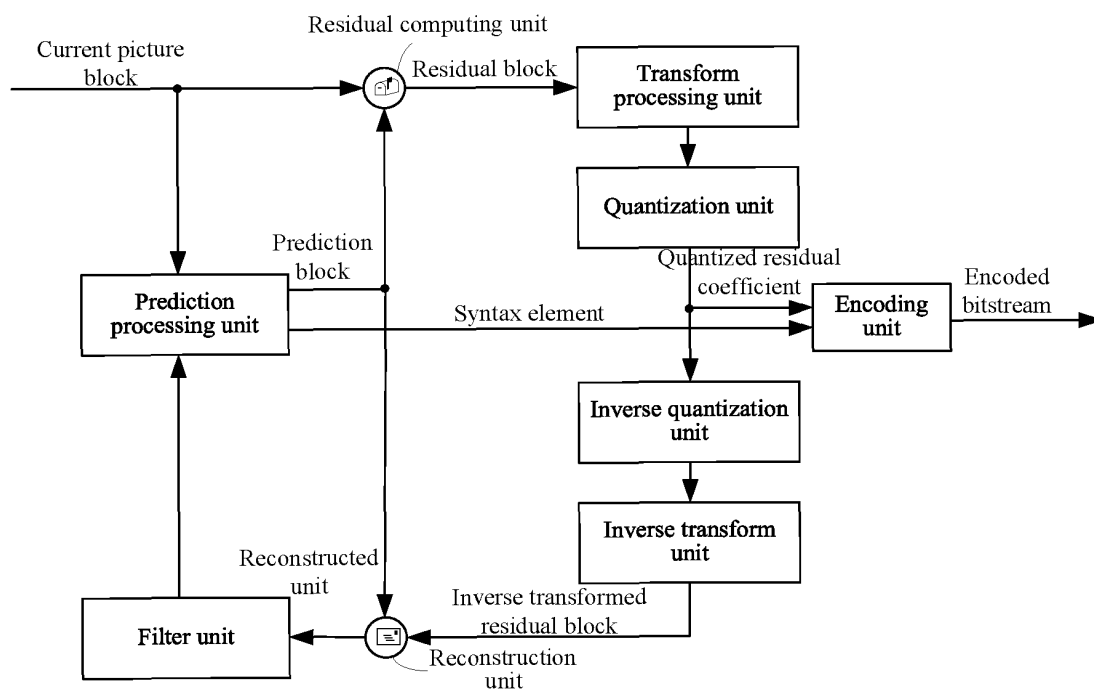 Residual computing unit
Current picture
block
Residual block
Transform
processing unit
Quantization unit
Prediction
block
Quantized residual
coefficient
Encoded
bitstream
Prediction
processing unit
Syntax element
Encoding
unit
Inverse quantization
unit
Inverse transform
unit
Reconstructed
unit
Inverse transformed
residual block
Filter unit
Reconstruction
unit